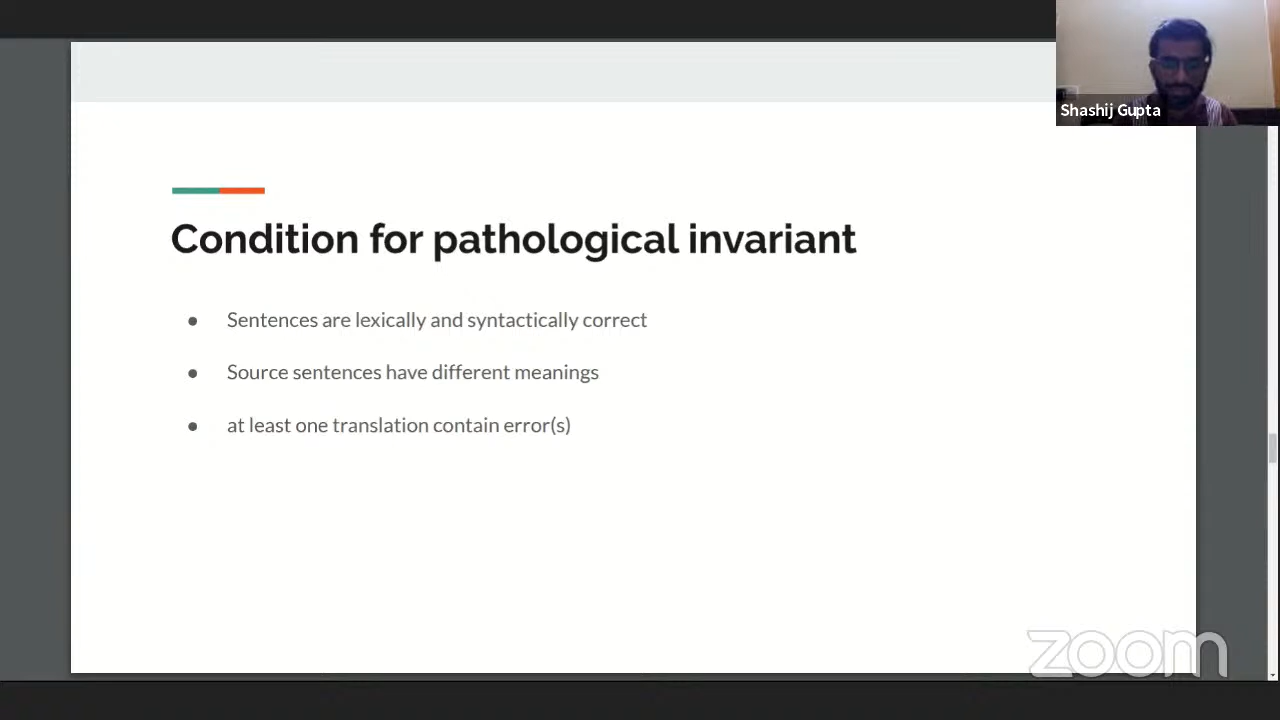 Shashij Gupta
Condition for pathological invariant
● Sentences are lexically and syntactically correct
● Source sentences have different meanings
● at least one translation contain error(s)
zoom